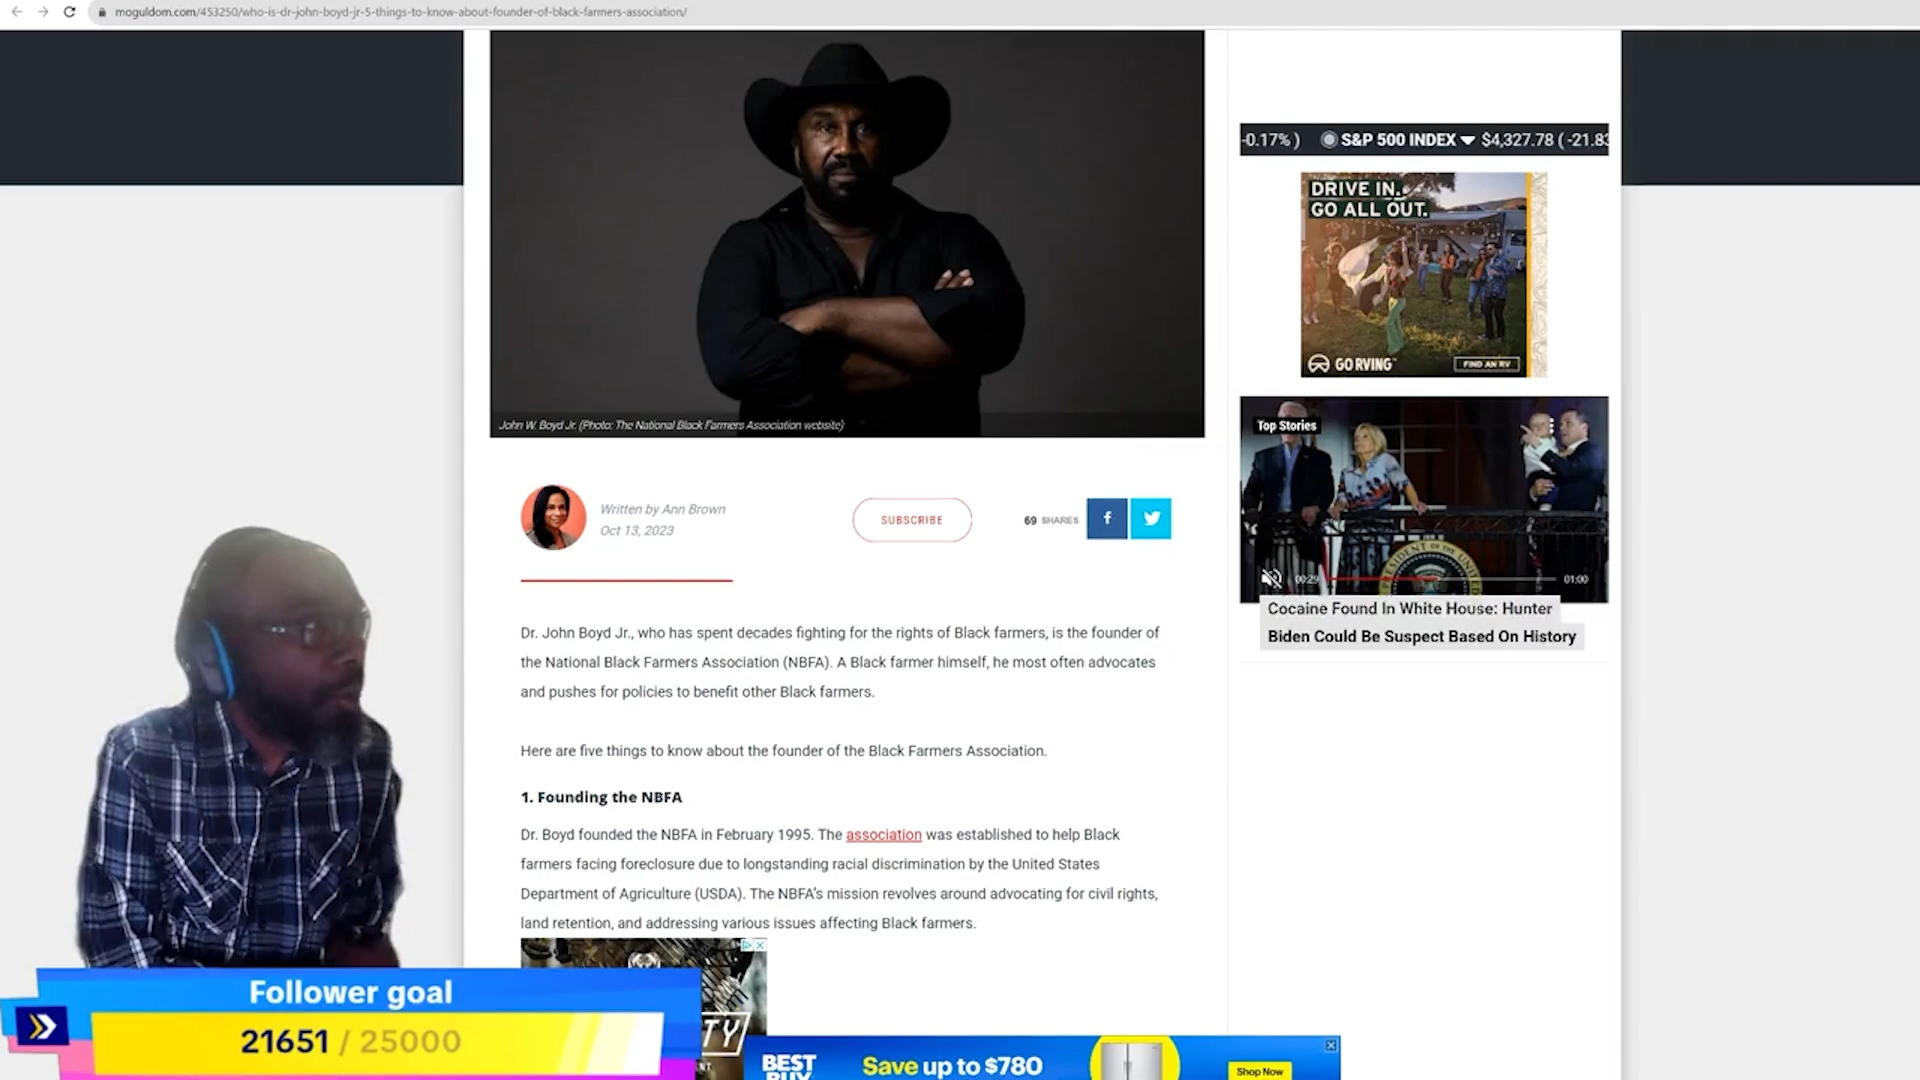 moguldom.com/453250/who-is-dr-john-boyd-jr-5-things-to-know-about-founder-of-black-farmers-association/
John W. Boyd Jr. (Photo: The National Black Farmers Association website)
Written by Ann Brown
Oct 13, 2023
SUBSCRIBE
69 SHARES
Dr. John Boyd Jr., who has spent decades fighting for the rights of Black farmers, is the founder of
the National Black Farmers Association (NBFA). A Black farmer himself, he most often advocates
and pushes for policies to benefit other Black farmers.
Here are five things to know about the founder of the Black Farmers Association.
1. Founding the NBFA
Dr. Boyd founded the NBFA in February 1995. The association was established to help Black
farmers facing foreclosure due to longstanding racial discrimination by the United States
Department of Agriculture (USDA). The NBFA’s mission revolves around advocating for civil rights,
land retention, and addressing various issues affecting Black farmers.
-0.17% ) S&P 500 INDEX $4,327.78 ( -21.83
DRIVE IN.
GO ALL OUT.
GO RVING
FIND AN RV
Top Stories
PRESIDENT OF THE
00:29
01:00
Cocaine Found In White House: Hunter
Biden Could Be Suspect Based On History
Follower goal
21651 / 25000
TY
NT
BEST
BUY
Save up to $780
Shop Now